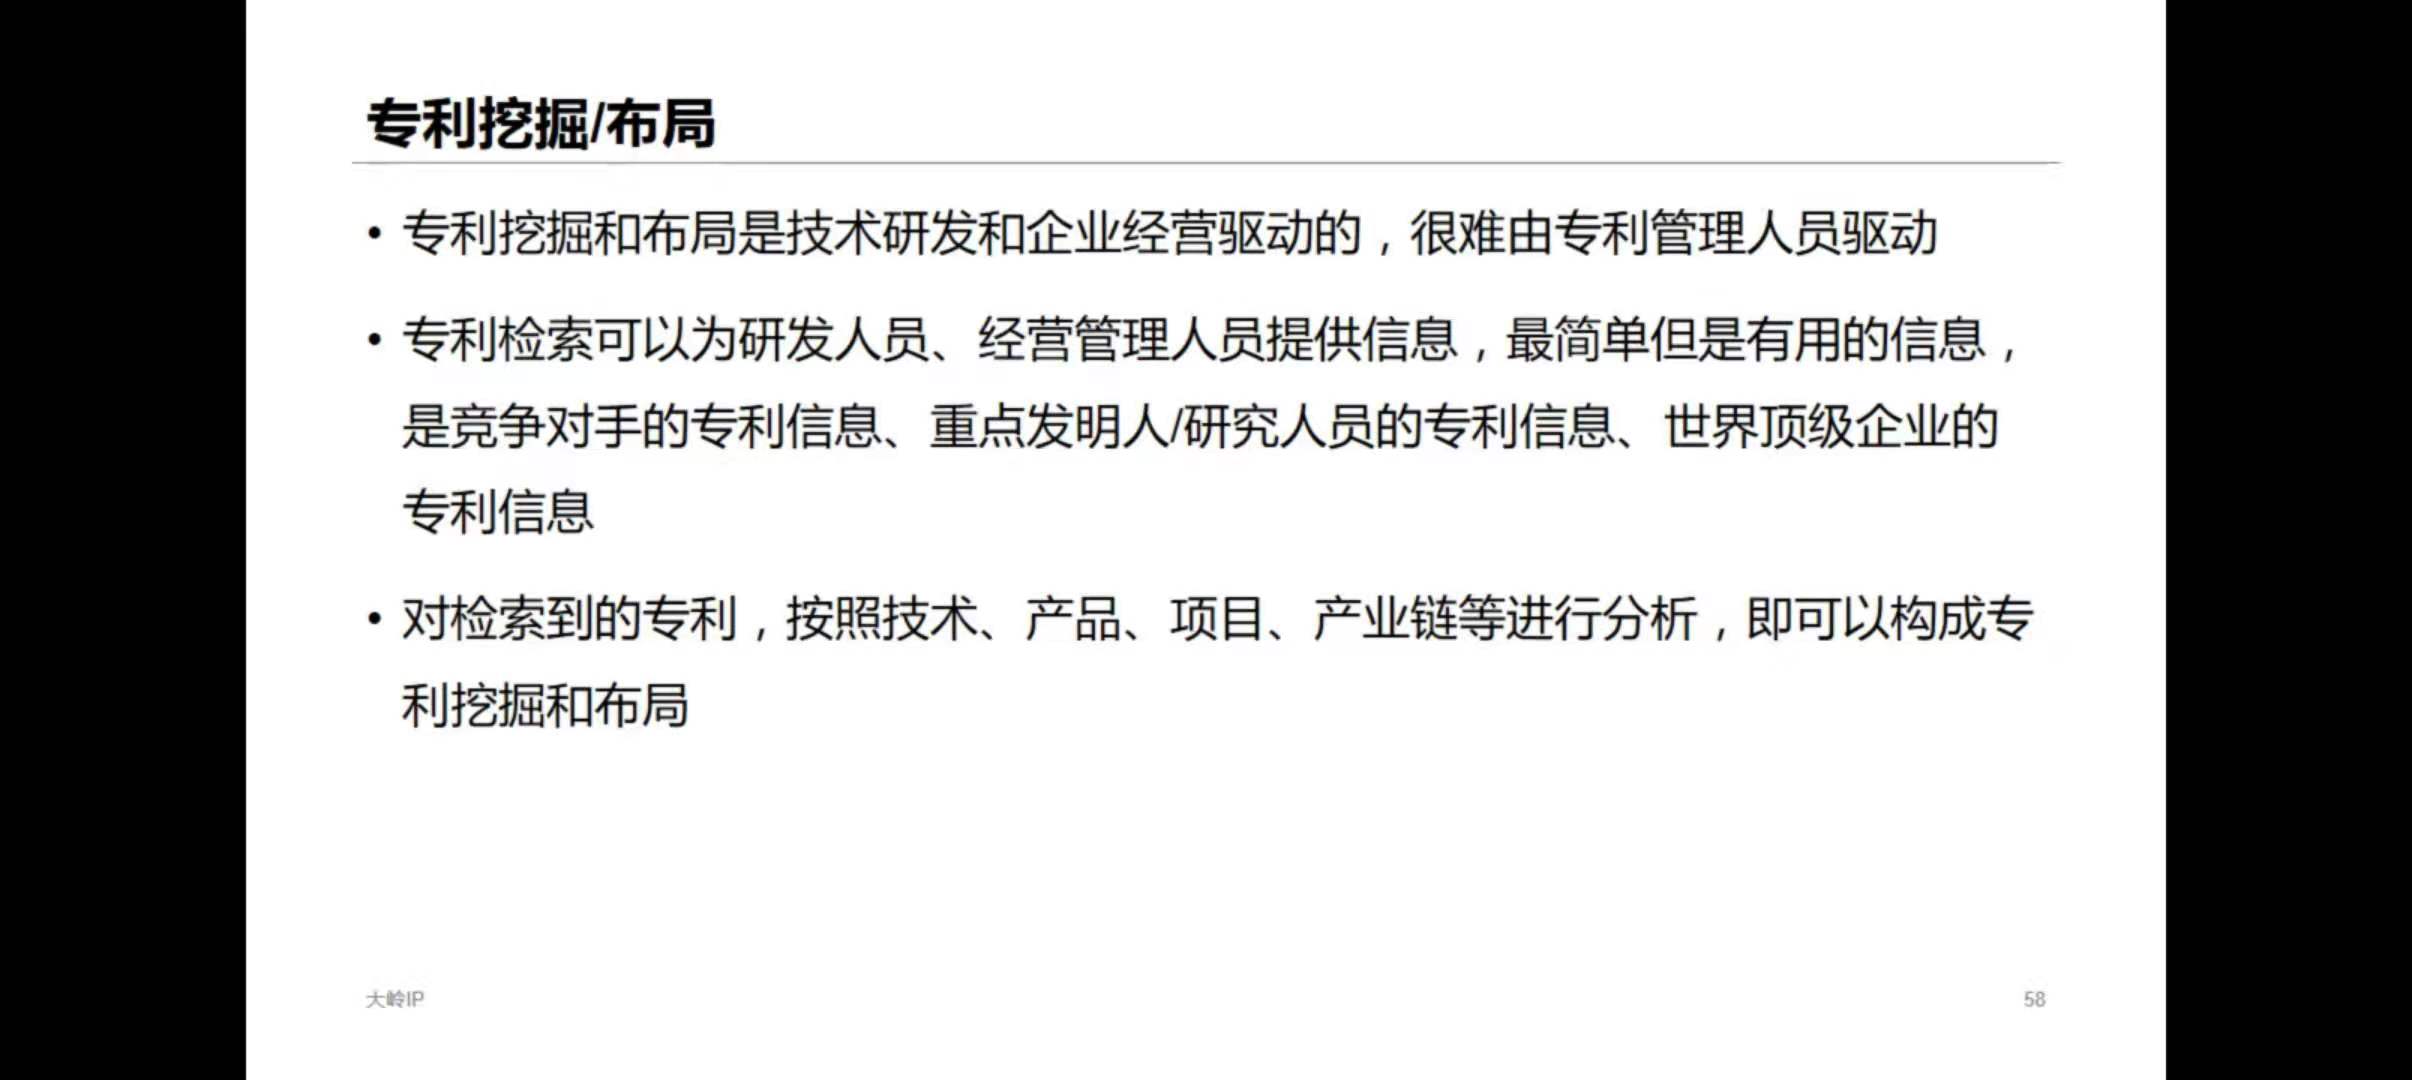 专利挖掘/布局
• 专利挖掘和布局是技术研发和企业经营驱动的，很难由专利管理人员驱动
• 专利检索可以为研发人员、经营管理人员提供信息，最简单但是有用的信息，
是竞争对手的专利信息、重点发明人/研究人员的专利信息、世界顶级企业的
专利信息
• 对检索到的专利，按照技术、产品、项目、产业链等进行分析，即可以构成专
利挖掘和布局
大岭IP
58